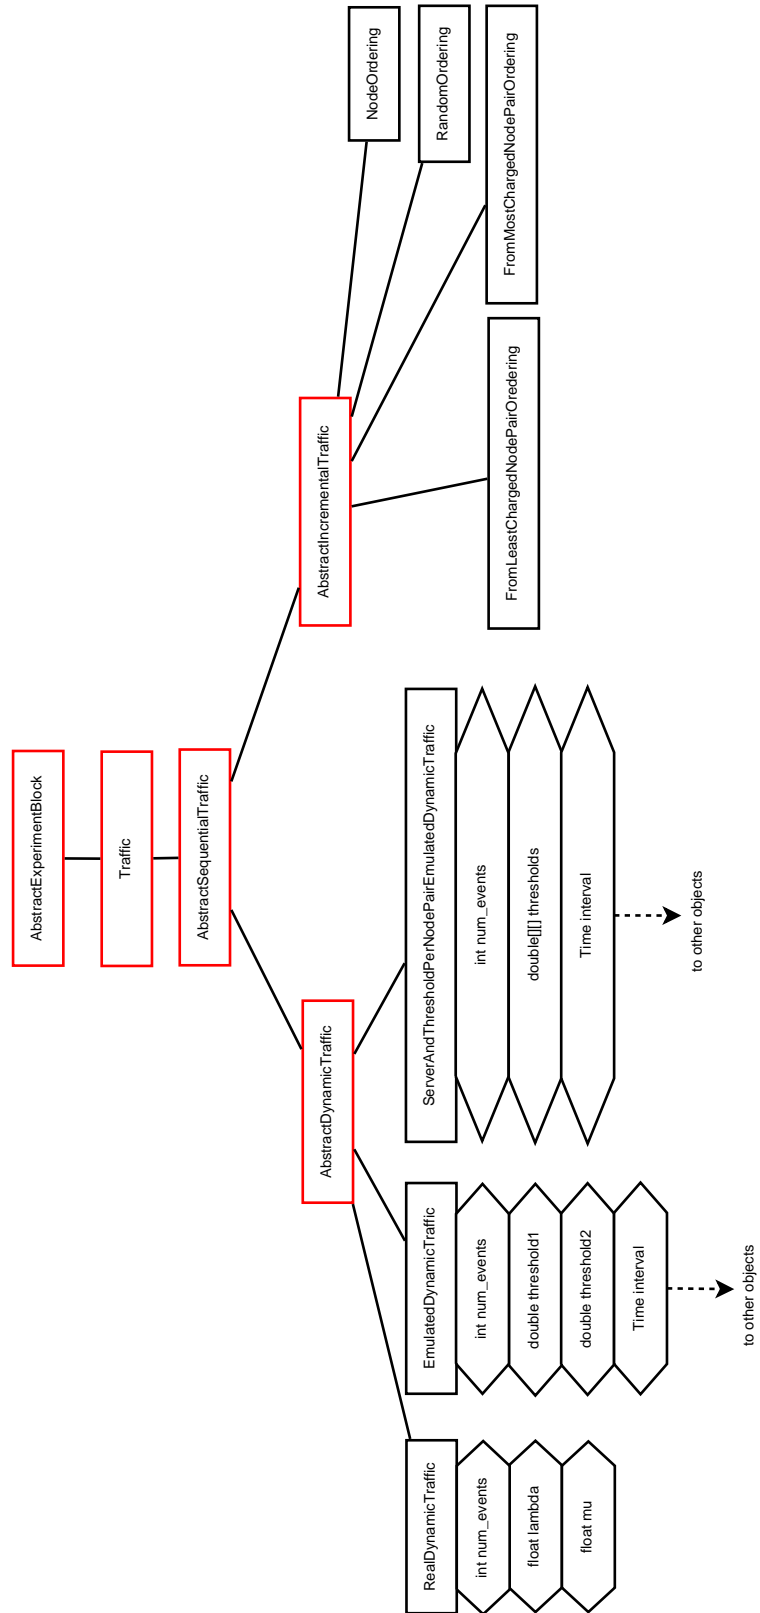 AbstractExperimentBlock
Traffic
AbstractSequentialTraffic
AbstractDynamicTraffic
AbstractIncrementalTraffic
RealDynamicTraffic
int num_events
float lambda
float mu
EmulatedDynamicTraffic
int num_events
double threshold1
double threshold2
Time interval
to other objects
ServerAndThresholdPerNodePairEmulatedDynamicTraffic
int num_events
double[][][] thresholds
Time interval
to other objects
FromLeastChargedNodePairOredering
FromMostChargedNodePairOrdering
RandomOrdering
NodeOrdering